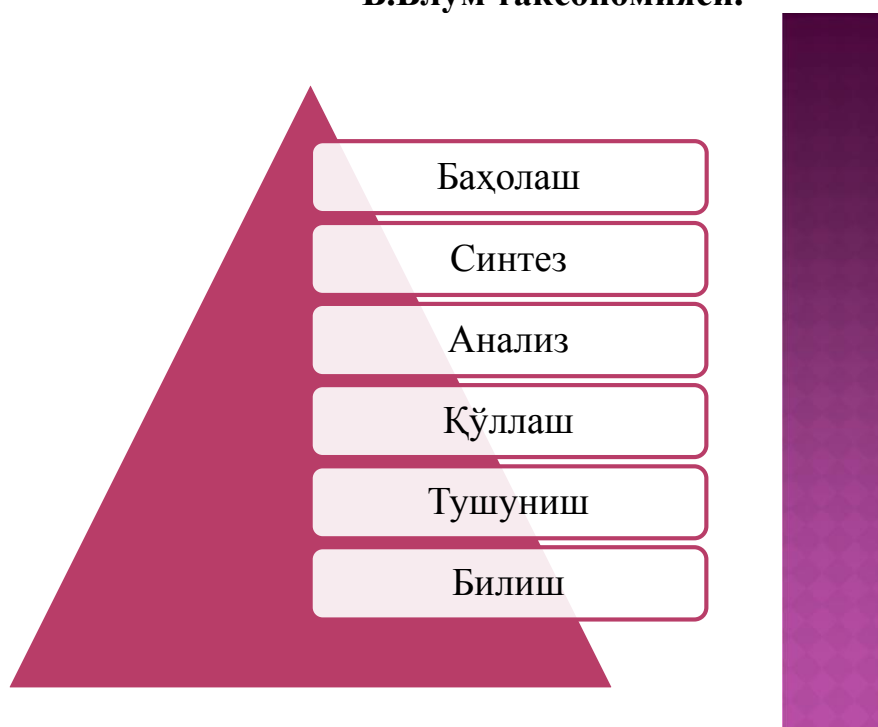 Б.Блум таксономияси.
Баҳолаш
Синтез
Анализ
Қўллаш
Тушуниш
Билиш